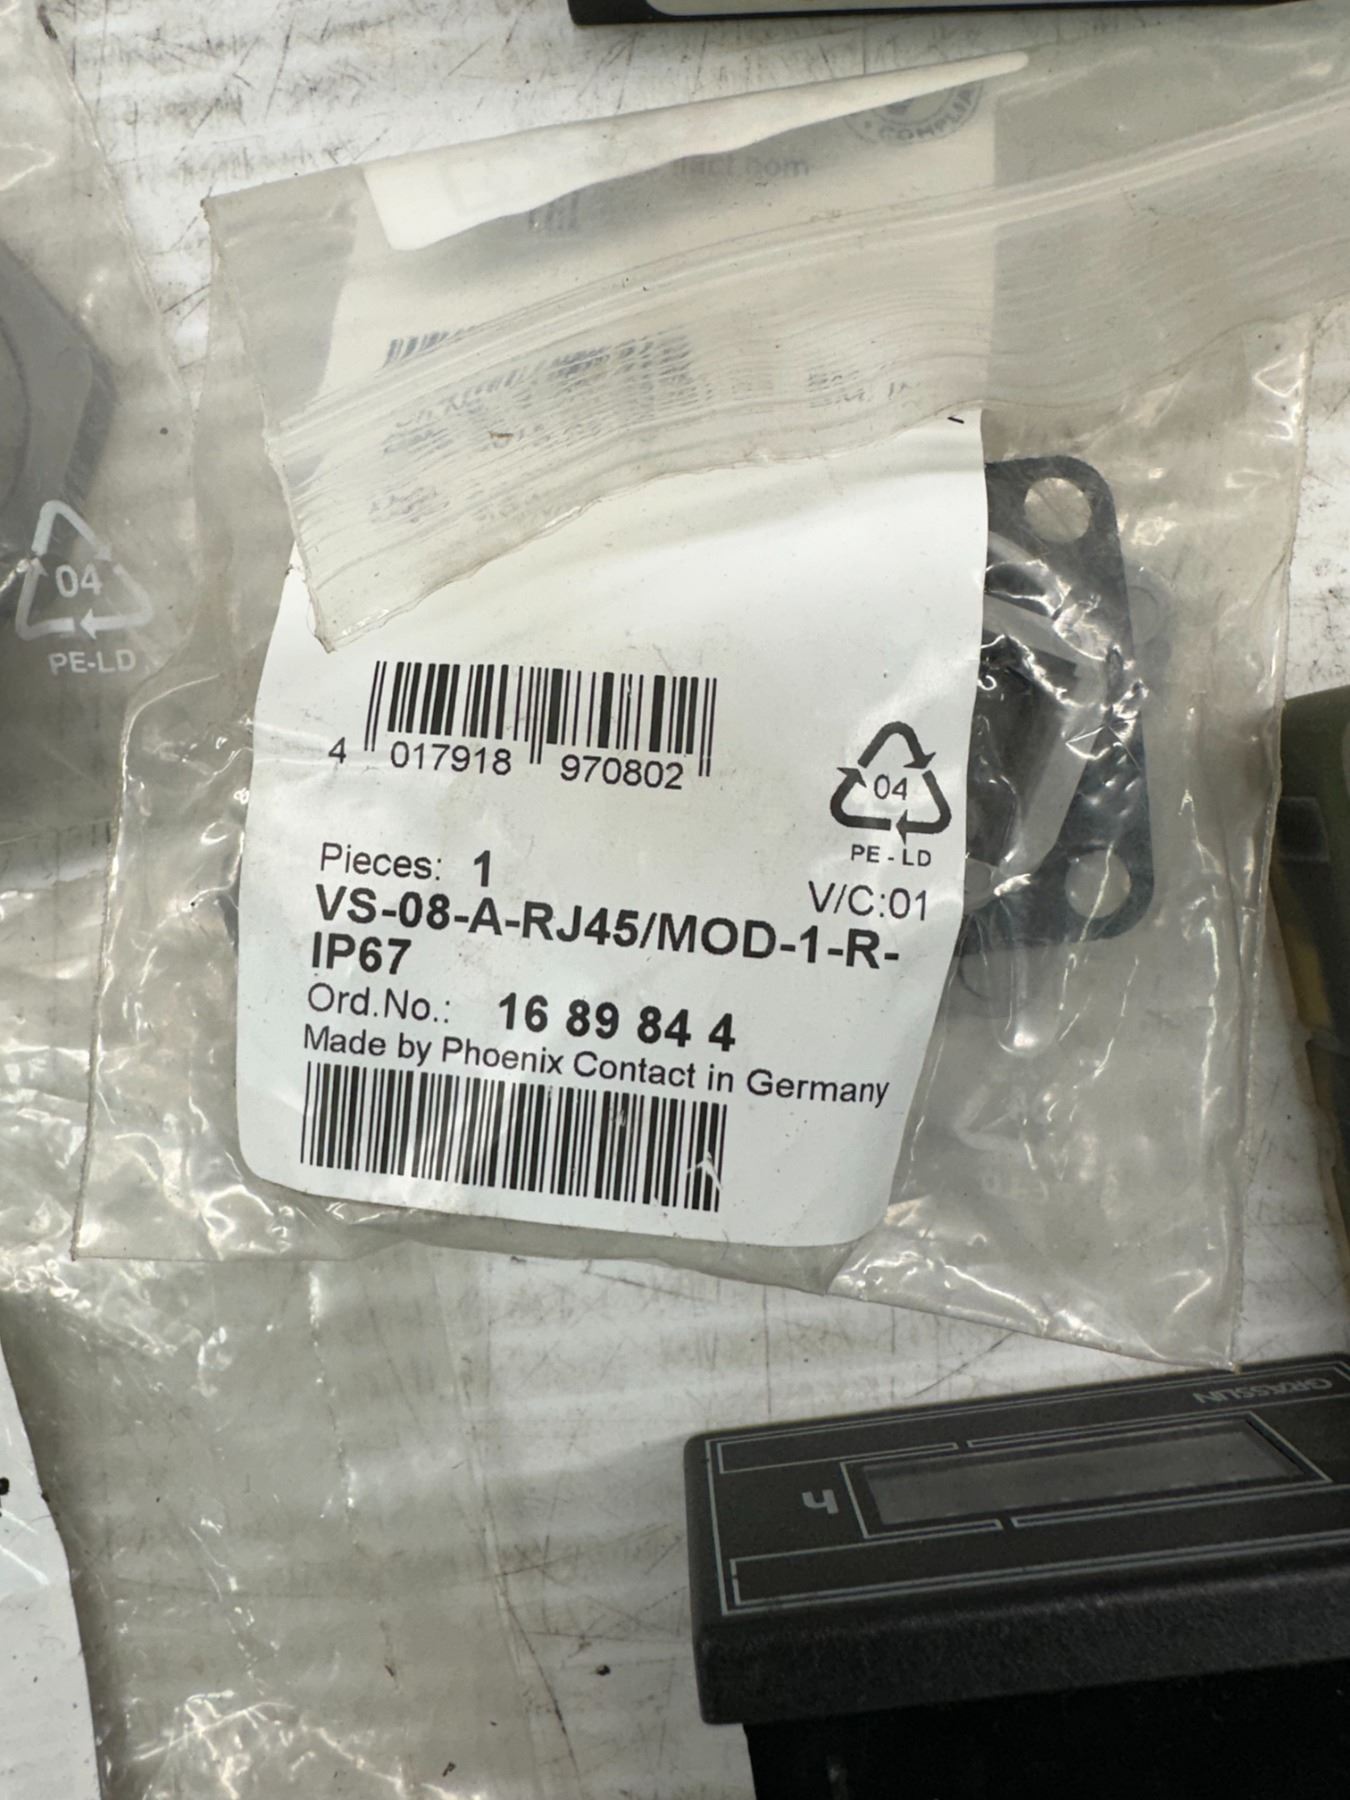 4 017918 970802
04
PE-LD
Pieces: 1
V/C:01
VS-08-A-RJ45/MOD-1-R-
IP67
Ord.No.: 16 89 84 4
Made by Phoenix Contact in Germany
04
PE-LD
GRÄSSLIN
h